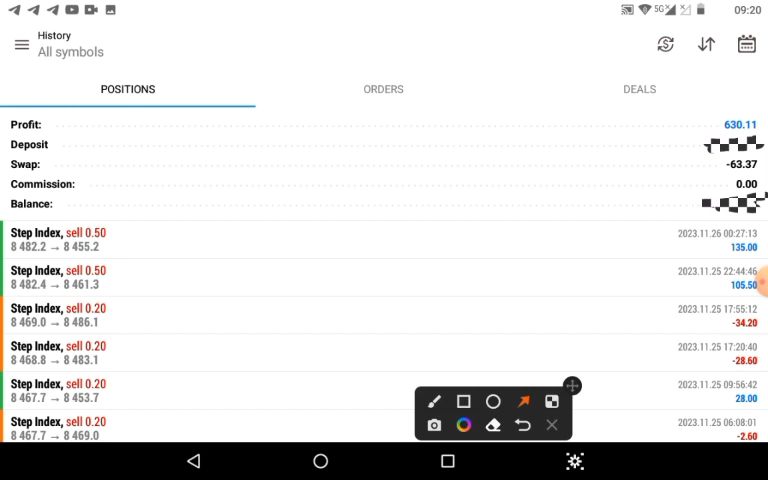 09:20
5G
History
All symbols
POSITIONS ORDERS DEALS
Profit: 630.11
Deposit
Swap: -63.37
Commission: 0.00
Balance:
Step Index, sell 0.50 2023.11.26 00:27:13
8 482.2 → 8 455.2 135.00
Step Index, sell 0.50 2023.11.25 22:44:46
8 482.4 → 8 461.3 105.50
Step Index, sell 0.20 2023.11.25 17:55:12
8 469.0 → 8 486.1 -34.20
Step Index, sell 0.20 2023.11.25 17:20:40
8 468.8 → 8 483.1 -28.60
Step Index, sell 0.20 2023.11.25 09:56:42
8 467.7 → 8 453.7 28.00
Step Index, sell 0.20 2023.11.25 06:08:01
8 467.7 → 8 469.0 -2.60